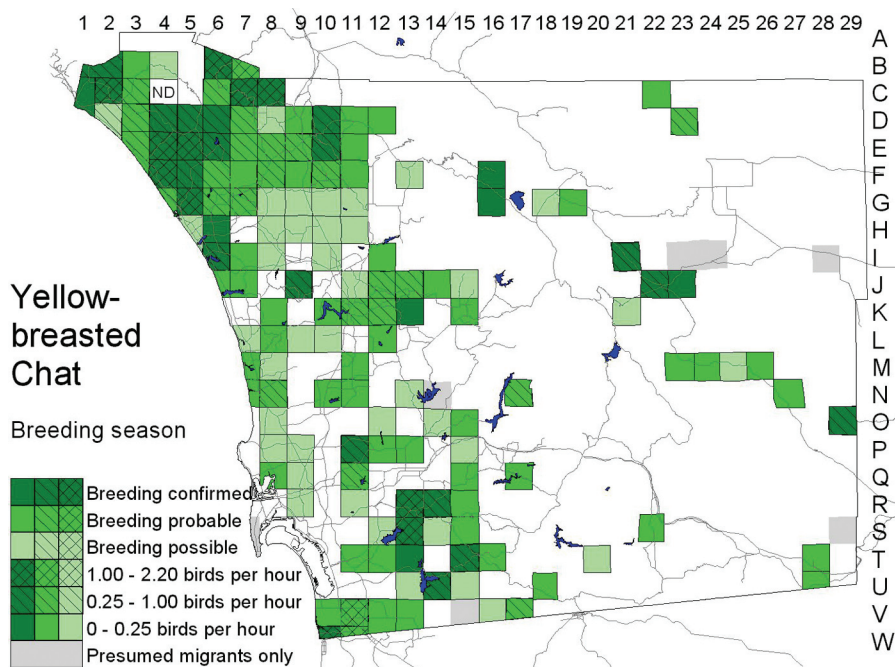 1 2 3 4 5 6 7 8 9 10 11 12 13 14 15 16 17 18 19 20 21 22 23 24 25 26 27 28 29
A
B
C
ND
D
E
F
G
H
I
J
K
L
M
N
O
P
Q
R
S
T
U
V
W
Yellow-
breasted
Chat
Breeding season
Breeding confirmed
Breeding probable
Breeding possible
1.00 - 2.20 birds per hour
0.25 - 1.00 birds per hour
0 - 0.25 birds per hour
Presumed migrants only